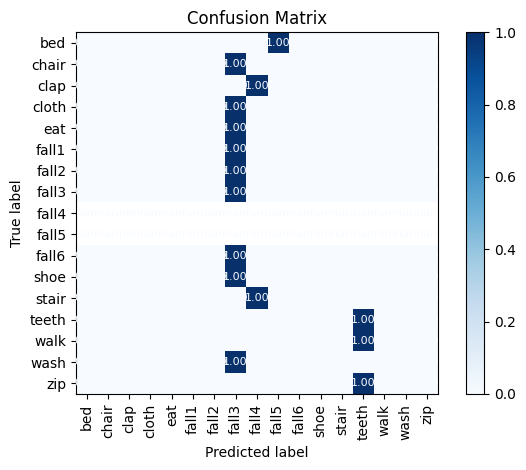 Confusion Matrix
True label
bed 1.00
chair 1.00
clap 1.00
cloth 1.00
eat 1.00
fall1 1.00
fall2 1.00
fall3 1.00
fall4
fall5
fall6 1.00
shoe 1.00
stair 1.00
teeth 1.00
walk 1.00
wash 1.00
zip 1.00
bed chair clap cloth eat fall1 fall2 fall3 fall4 fall5 fall6 shoe stair teeth walk wash zip
Predicted label
1.0
0.8
0.6
0.4
0.2
0.0